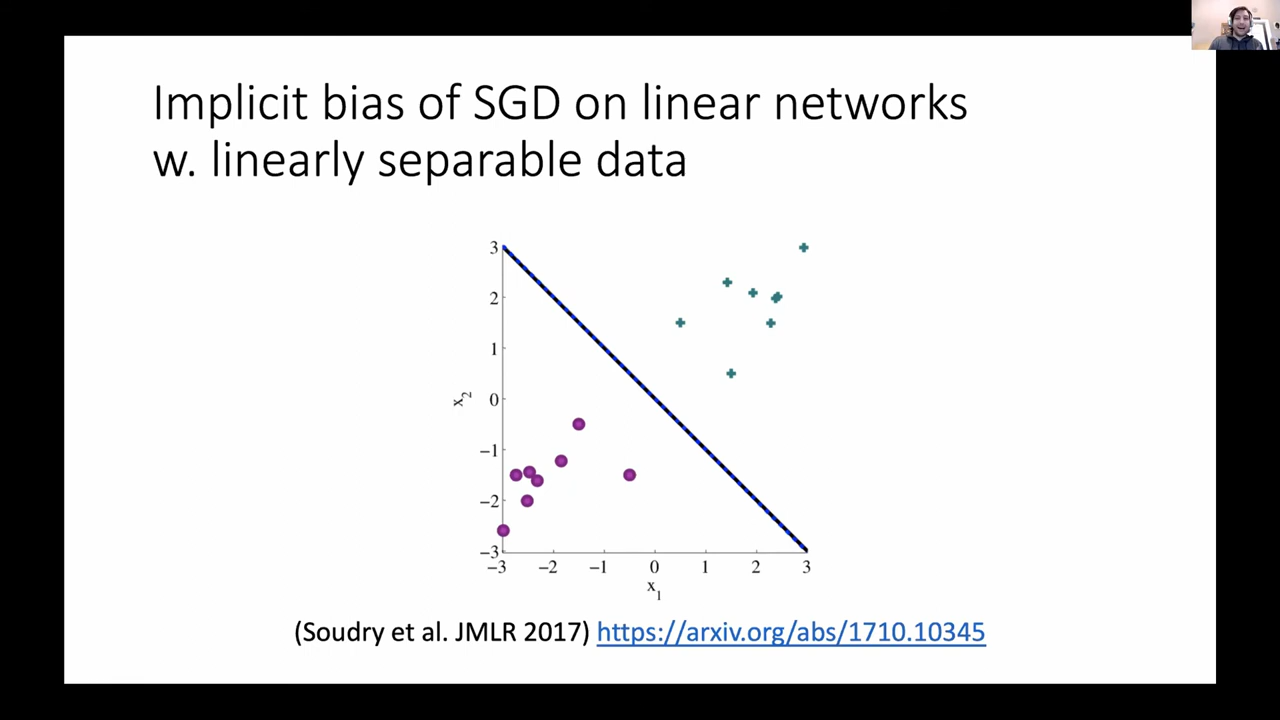 Implicit bias of SGD on linear networks
w. linearly separable data
3
2
1
0
−1
−2
−3
x2
−3 −2 −1 0 1 2 3
x1
(Soudry et al. JMLR 2017) https://arxiv.org/abs/1710.10345